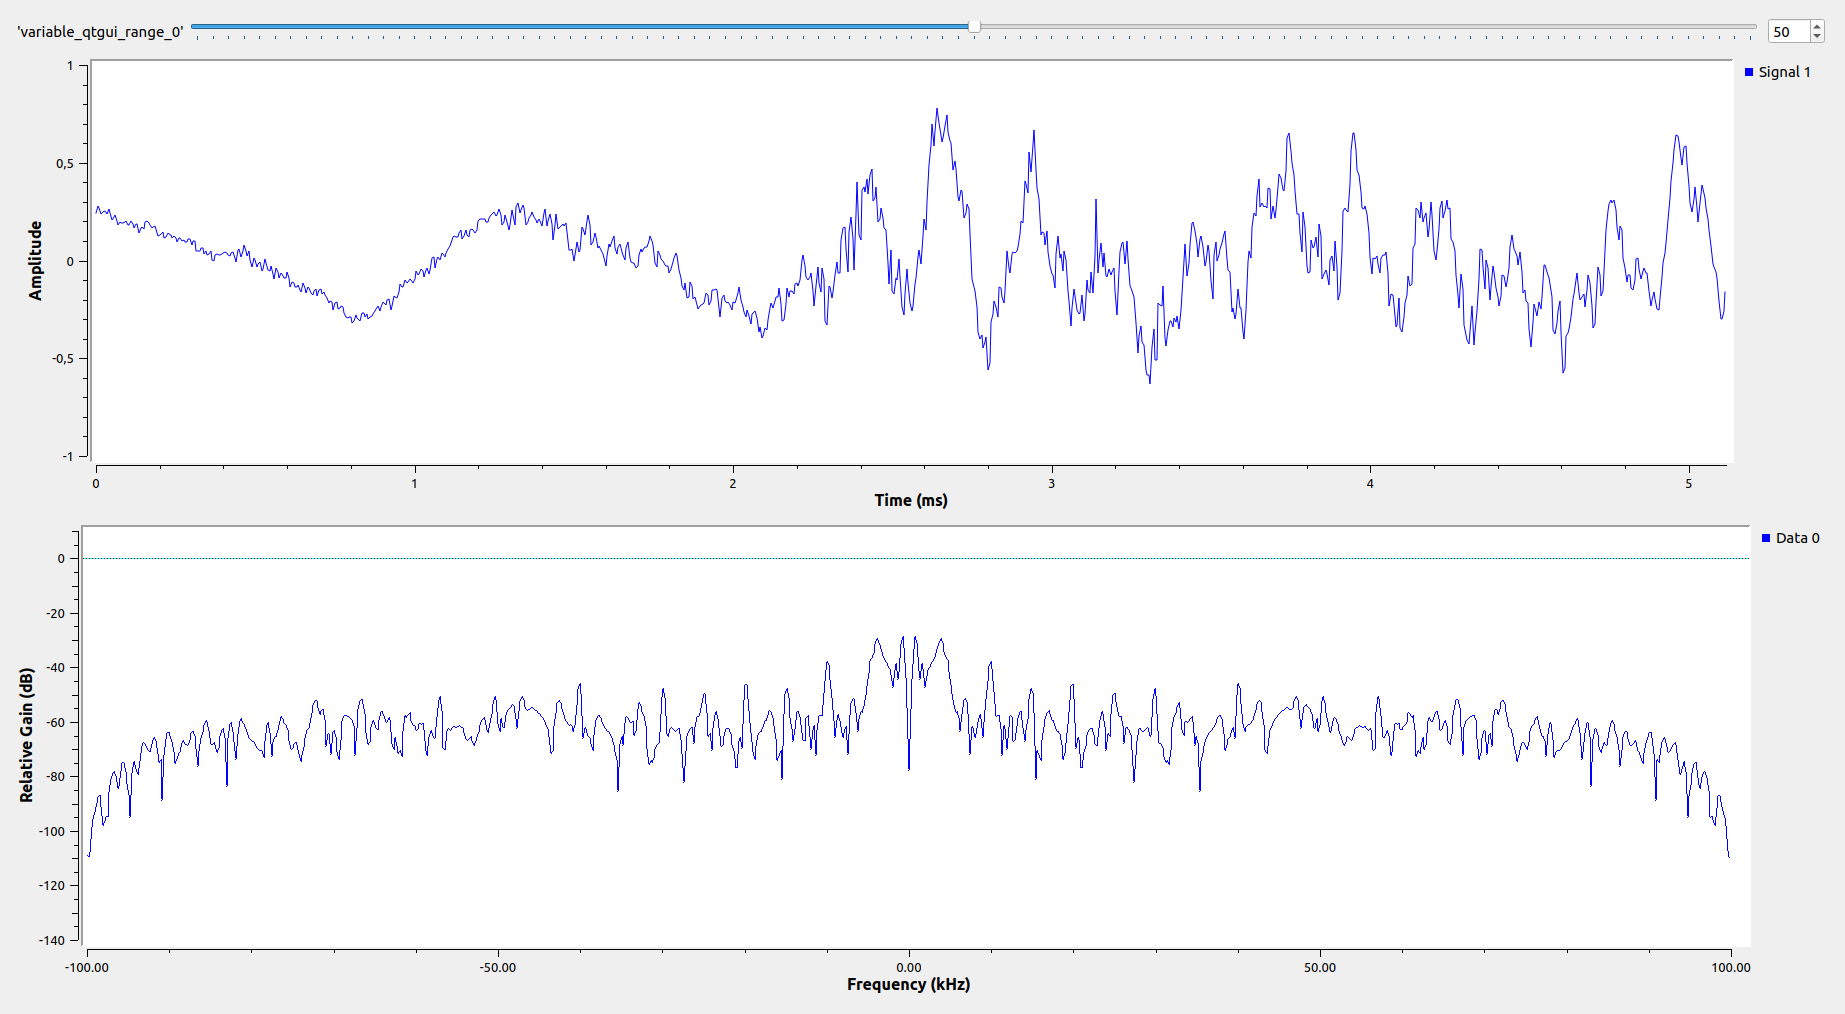 'variable_qtgui_range_0'
50
Signal 1
1
0,5
0
-0,5
-1
Amplitude
0 1 2 3 4 5
Time (ms)
Data 0
0
-20
-40
-60
-80
-100
-120
-140
Relative Gain (dB)
-100.00 -50.00 0.00 50.00 100.00
Frequency (kHz)